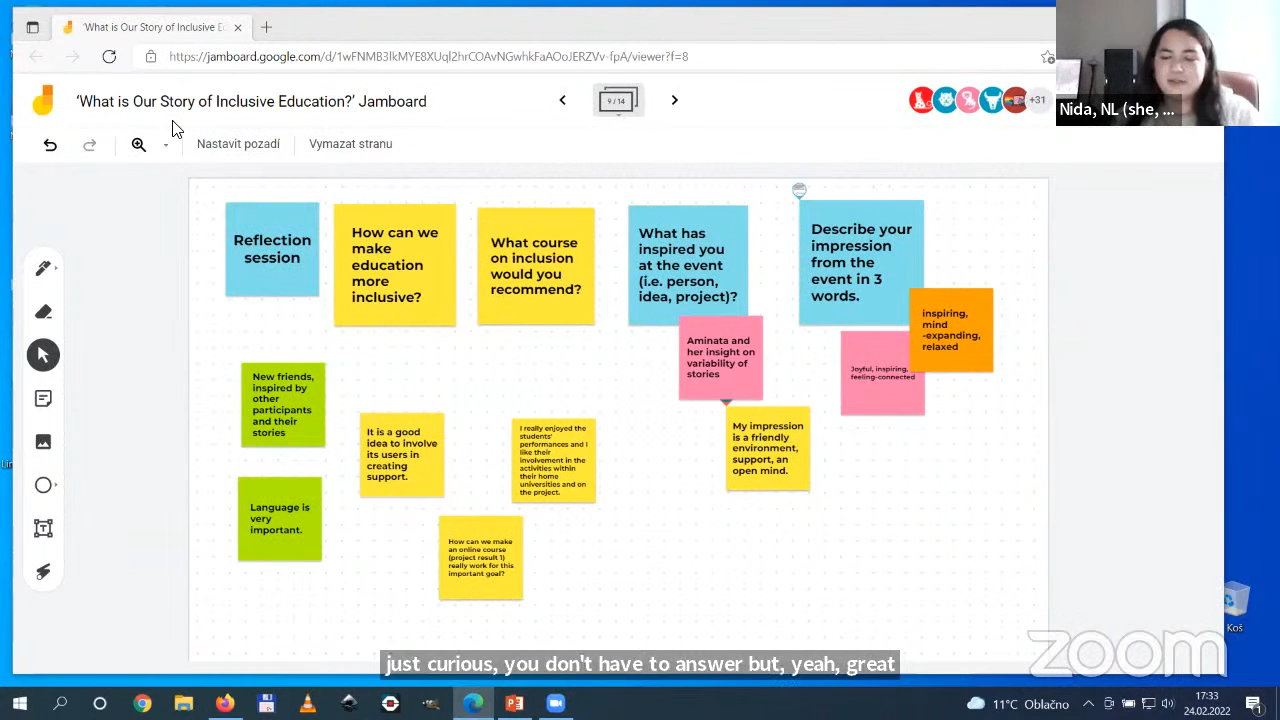 'What is Our Story of Inclusive E
https://jamboard.google.com/d/1wFNMB3lkMYE8XUql2hrCOAvNGwhkFaAOoJERZVv-fpA/viewer?f=8
'What is Our Story of Inclusive Education?' Jamboard
9 / 14
+31
Nida, NL (she, ...
Nastavit pozadí
Vymazat stranu
Reflection
session
How can we
make
education
more
inclusive?
What course
on inclusion
would you
recommend?
What has
inspired you
at the event
(i.e. person,
idea, project)?
Describe your
impression
from the
event in 3
words.
inspiring,
mind
-expanding,
relaxed
Aminata and
her insight on
variability of
stories
Joyful, inspiring,
feeling-connected
New friends,
inspired by
other
participants
and their
stories
It is a good
idea to involve
its users in
creating
support.
I really enjoyed the
students'
performances and I
like their
involvement in the
activities within
their home
universities and on
the project.
My impression
is a friendly
environment,
support, an
open mind.
Language is
very
important.
How can we make
an online course
(project result 1)
really work for this
important goal?
Koš
zoom
just curious, you don't have to answer but, yeah, great
11°C Oblačno
17:33
24.02.2022
1